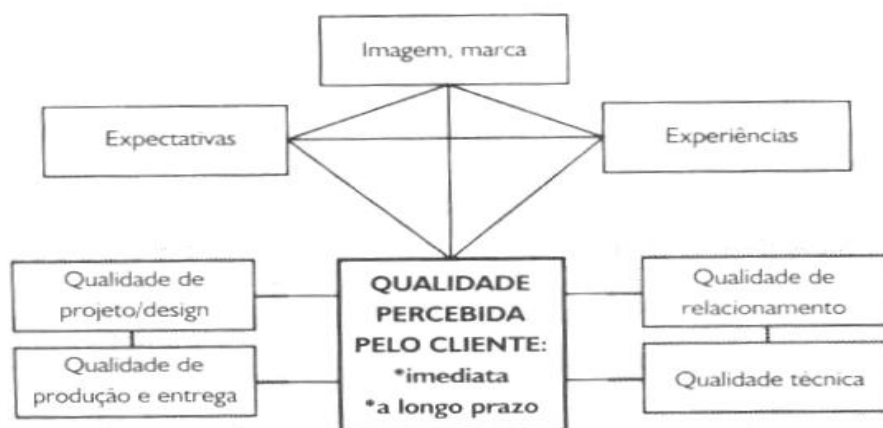 Imagem, marca
Expectativas
Experiências
Qualidade de
projeto/design
QUALIDADE
PERCEBIDA
PELO CLIENTE:
*imediata
*a longo prazo
Qualidade de
relacionamento
Qualidade de
produção e entrega
Qualidade técnica